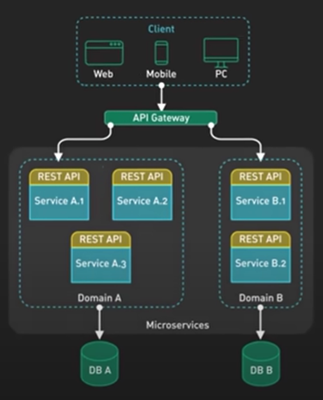 Client
Web
Mobile
PC
API Gateway
REST API
Service A.1
REST API
Service A.2
REST API
Service B.1
REST API
Service A.3
REST API
Service B.2
Domain A
Domain B
Microservices
DB A
DB B